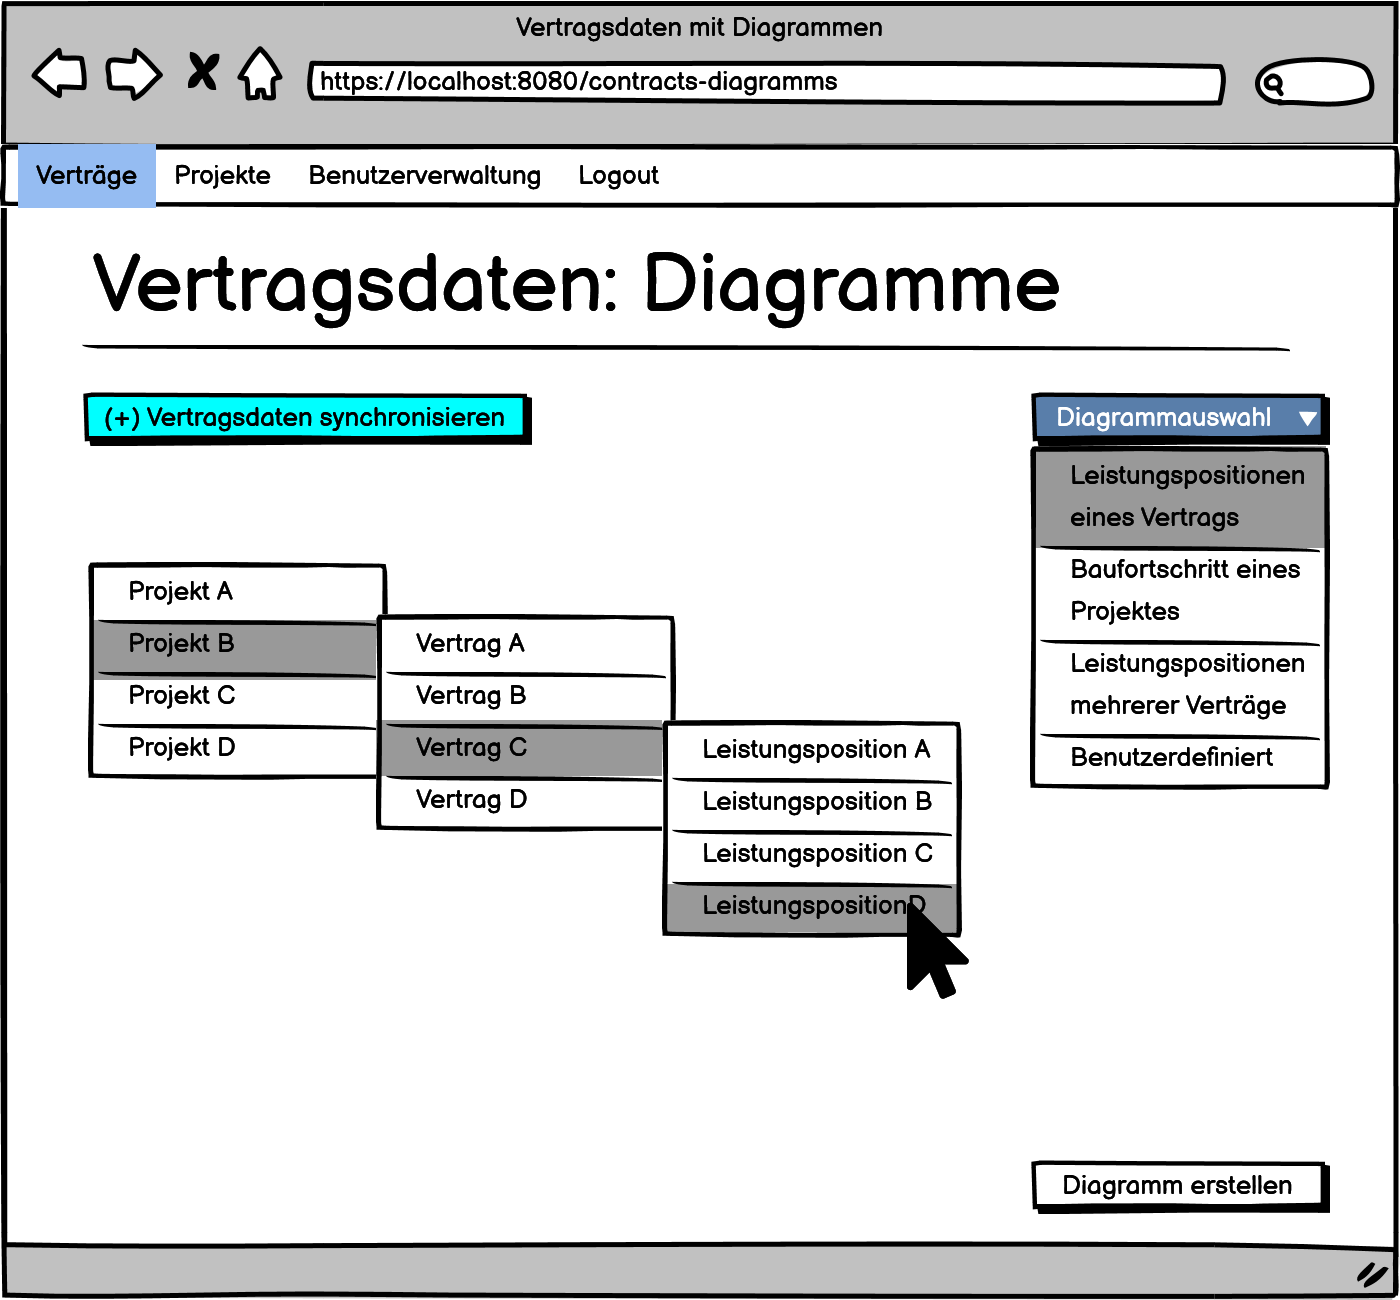 Vertragsdaten mit Diagrammen
https://localhost:8080/contracts-diagramms
Verträge Projekte Benutzerverwaltung Logout
Vertragsdaten: Diagramme
(+) Vertragsdaten synchronisieren
Diagrammauswahl
Leistungspositionen
eines Vertrags
Baufortschritt eines
Projektes
Leistungspositionen
mehrerer Verträge
Benutzerdefiniert
Projekt A
Projekt B
Projekt C
Projekt D
Vertrag A
Vertrag B
Vertrag C
Vertrag D
Leistungsposition A
Leistungsposition B
Leistungsposition C
LeistungspositionD
Diagramm erstellen